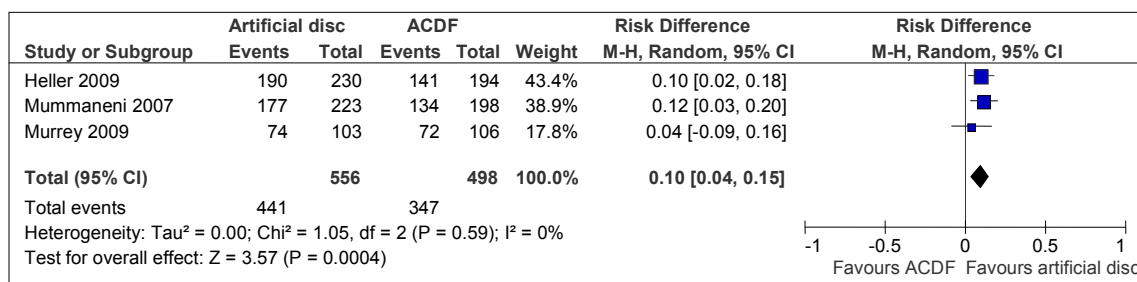 Artificial disc ACDF Risk Difference Risk Difference
Study or Subgroup Events Total Events Total Weight M-H, Random, 95% CI M-H, Random, 95% CI
Heller 2009 190 230 141 194 43.4% 0.10 [0.02, 0.18]
Mummaneni 2007 177 223 134 198 38.9% 0.12 [0.03, 0.20]
Murrey 2009 74 103 72 106 17.8% 0.04 [-0.09, 0.16]
Total (95% CI) 556 498 100.0% 0.10 [0.04, 0.15]
Total events 441 347
Heterogeneity: Tau² = 0.00; Chi² = 1.05, df = 2 (P = 0.59); I² = 0%
Test for overall effect: Z = 3.57 (P = 0.0004)
-1 -0.5 0 0.5 1
Favours ACDF Favours artificial disc